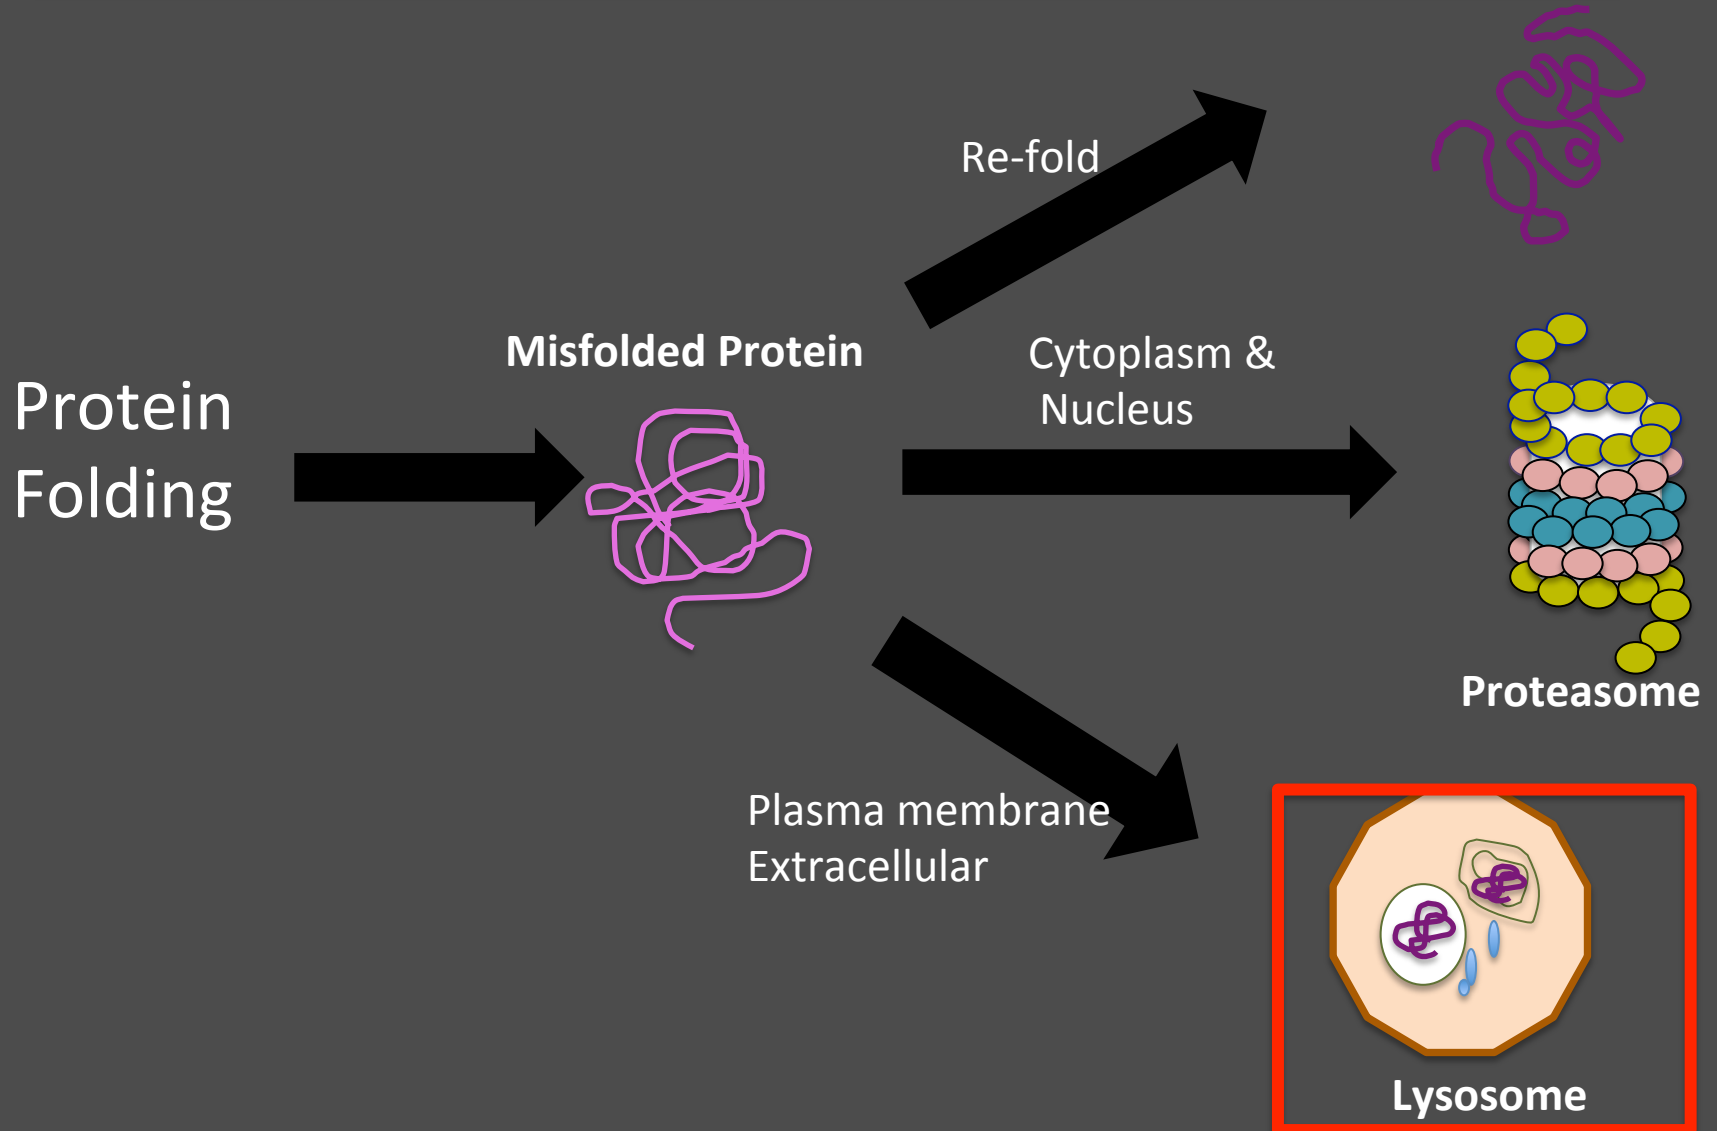 Protein
Folding
Misfolded Protein
Re-fold
Cytoplasm &
Nucleus
Proteasome
Plasma membrane
Extracellular
Lysosome